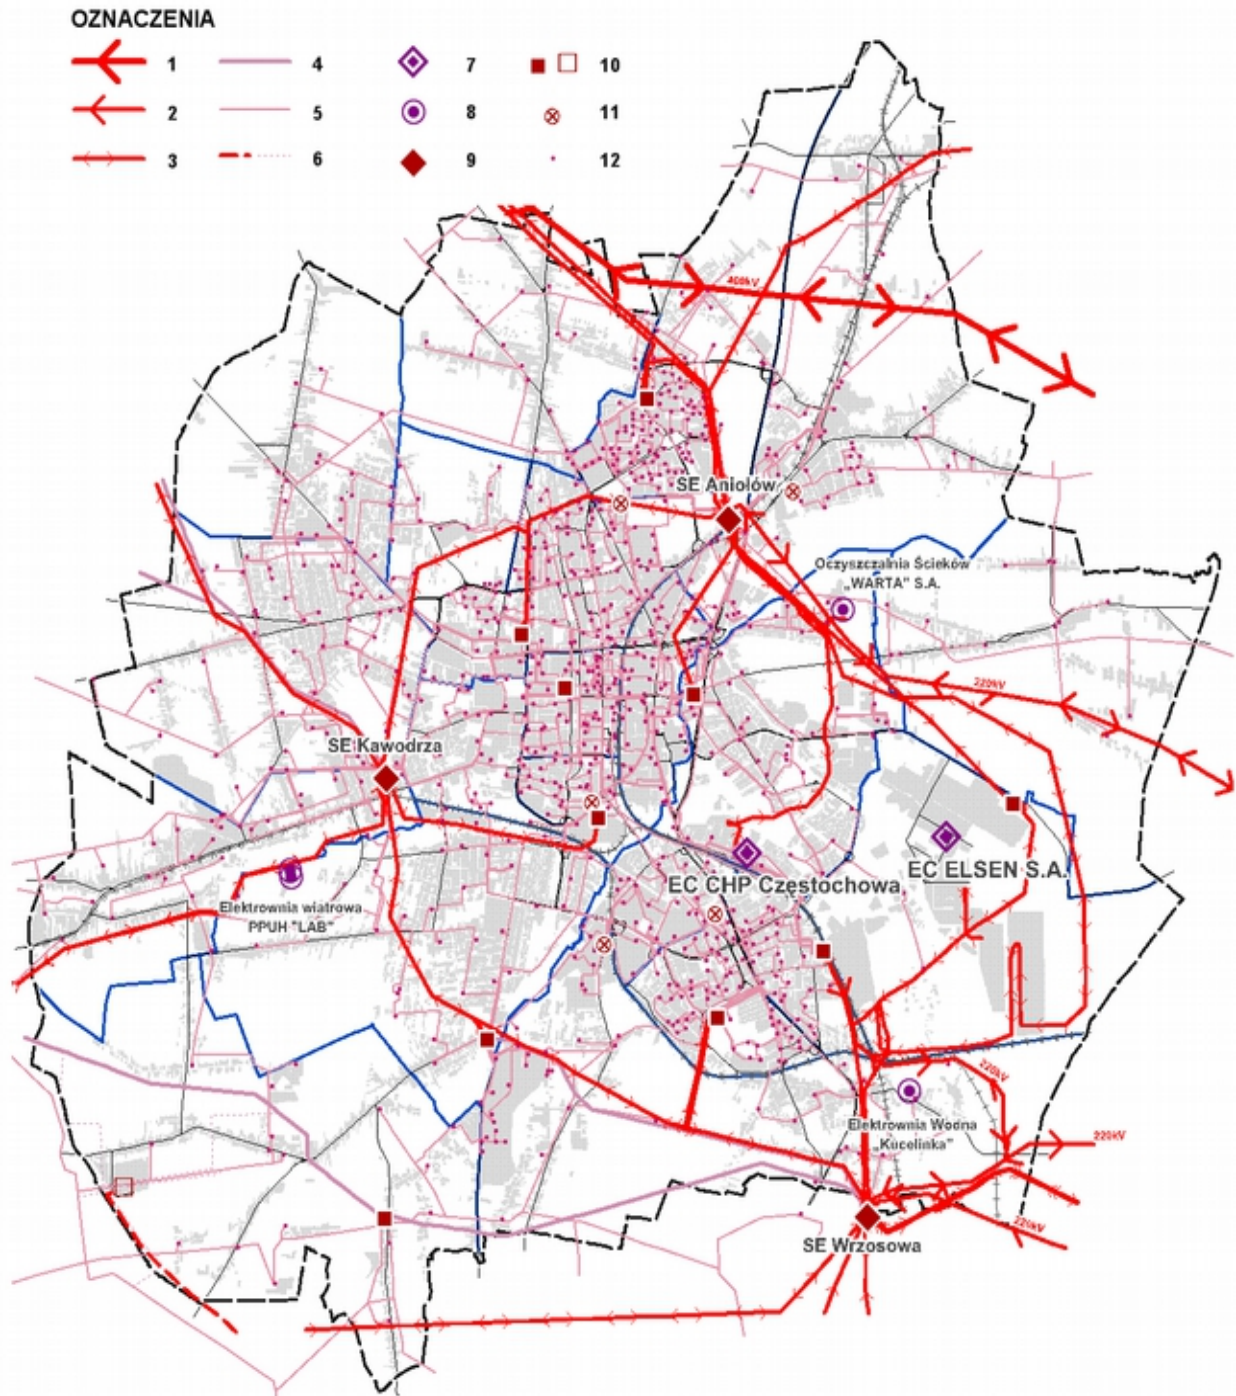 OZNACZENIA
1 4 7 10
2 5 8 11
3 6 9 12
400kV
SE Aniołów
Oczyszczalnia Ścieków
„WARTA" S.A.
220kV
SE Kawodrza
EC ELSEN S.A.
EC CHP Częstochowa
Elektrownia wiatrowa
PPUH "LAB"
220kV
Elektrownia Wodna
„Kucelinka"
220kV
220kV
SE Wrzosowa